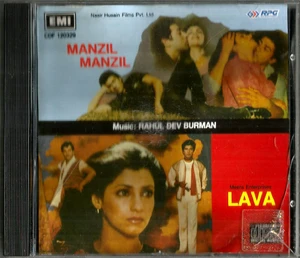 Nasir Husain Films Pvt. Ltd.
EMI
RPG
CDF 120329
MANZIL
MANZIL
Music: RAHUL DEV BURMAN
LAVA